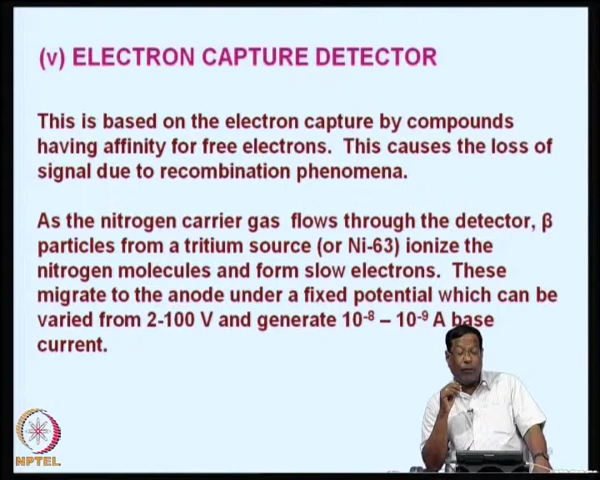 (v) ELECTRON CAPTURE DETECTOR
This is based on the electron capture by compounds
having affinity for free electrons. This causes the loss of
signal due to recombination phenomena.
As the nitrogen carrier gas flows through the detector, β
particles from a tritium source (or Ni-63) ionize the
nitrogen molecules and form slow electrons. These
migrate to the anode under a fixed potential which can be
varied from 2-100 V and generate 10⁻⁸ – 10⁻⁹ A base
current.
NPTEL